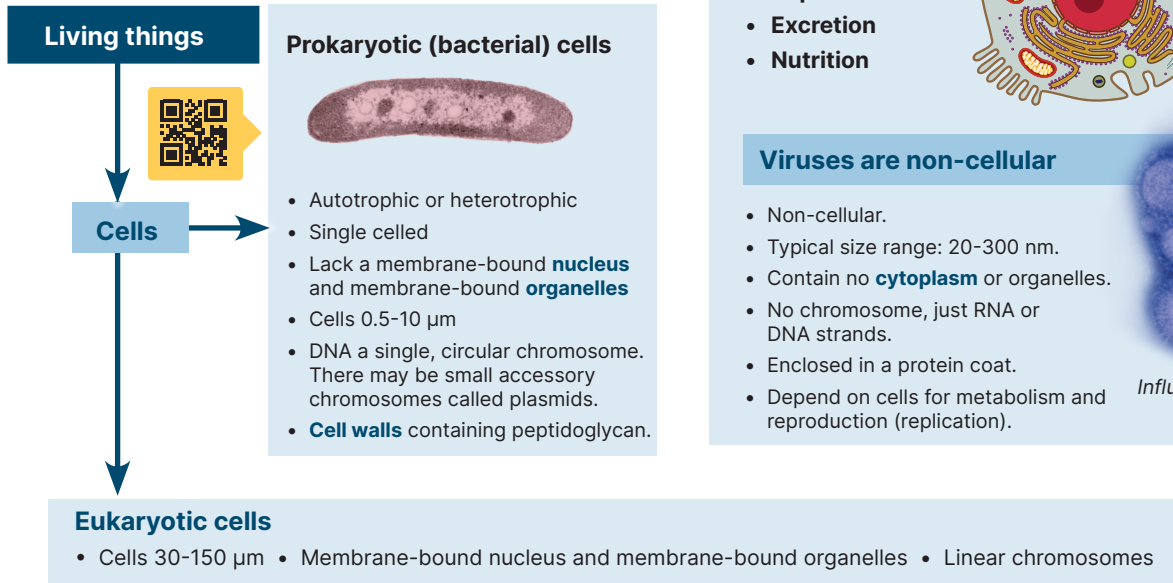 Living things
Cells
Prokaryotic (bacterial) cells
• Autotrophic or heterotrophic
• Single celled
• Lack a membrane-bound nucleus
and membrane-bound organelles
• Cells 0.5-10 µm
• DNA a single, circular chromosome.
There may be small accessory
chromosomes called plasmids.
• Cell walls containing peptidoglycan.
• Excretion
• Nutrition
Viruses are non-cellular
• Non-cellular.
• Typical size range: 20-300 nm.
• Contain no cytoplasm or organelles.
• No chromosome, just RNA or
DNA strands.
• Enclosed in a protein coat.
• Depend on cells for metabolism and
reproduction (replication).
Eukaryotic cells
• Cells 30-150 µm • Membrane-bound nucleus and membrane-bound organelles • Linear chromosomes